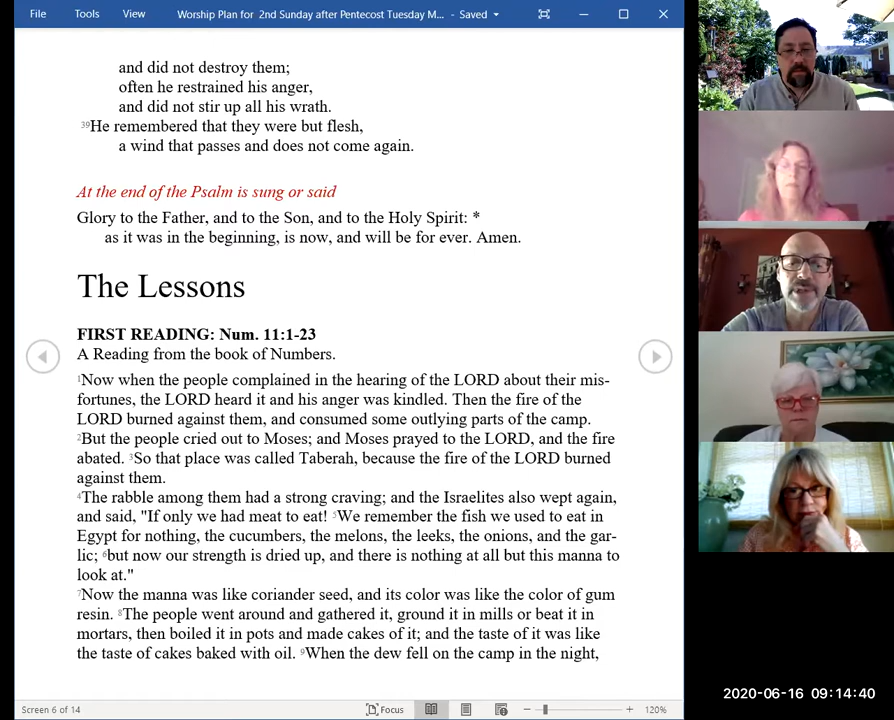 File Tools View Worship Plan for 2nd Sunday after Pentecost Tuesday M... - Saved
and did not destroy them;
often he restrained his anger,
and did not stir up all his wrath.
39He remembered that they were but flesh,
a wind that passes and does not come again.
At the end of the Psalm is sung or said
Glory to the Father, and to the Son, and to the Holy Spirit: *
as it was in the beginning, is now, and will be for ever. Amen.
The Lessons
FIRST READING: Num. 11:1-23
A Reading from the book of Numbers.
1Now when the people complained in the hearing of the LORD about their mis-
fortunes, the LORD heard it and his anger was kindled. Then the fire of the
LORD burned against them, and consumed some outlying parts of the camp.
2But the people cried out to Moses; and Moses prayed to the LORD, and the fire
abated. 3So that place was called Taberah, because the fire of the LORD burned
against them.
4The rabble among them had a strong craving; and the Israelites also wept again,
and said, "If only we had meat to eat! 5We remember the fish we used to eat in
Egypt for nothing, the cucumbers, the melons, the leeks, the onions, and the gar-
lic; 6but now our strength is dried up, and there is nothing at all but this manna to
look at."
7Now the manna was like coriander seed, and its color was like the color of gum
resin. 8The people went around and gathered it, ground it in mills or beat it in
mortars, then boiled it in pots and made cakes of it; and the taste of it was like
the taste of cakes baked with oil. 9When the dew fell on the camp in the night,
Screen 6 of 14 Focus 120%
2020-06-16 09:14:40